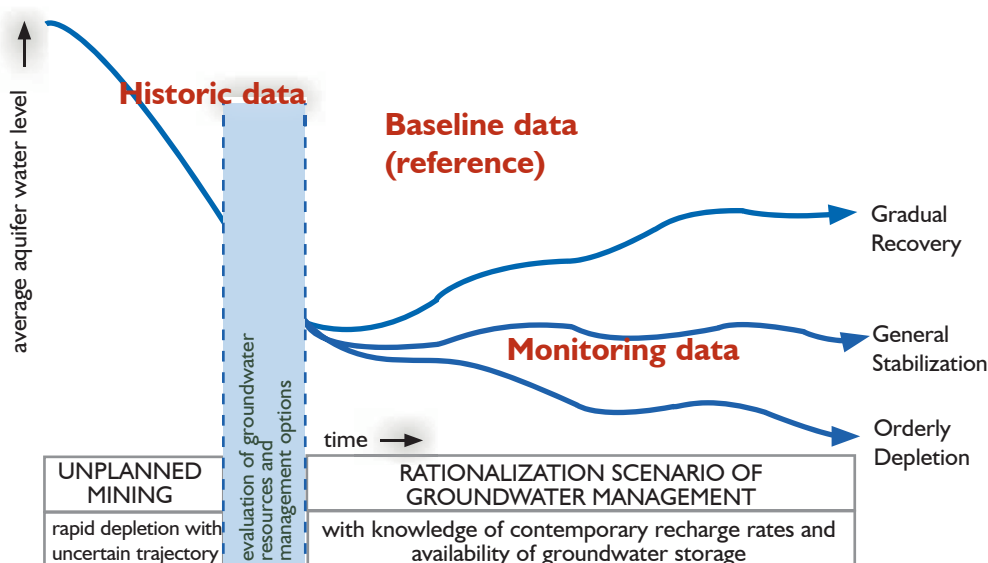 average aquifer water level
Historic data
Baseline data
(reference)
Gradual
Recovery
General
Stabilization
Monitoring data
Orderly
Depletion
time
evaluation of groundwater
resources and
management options
UNPLANNED
MINING
rapid depletion with
uncertain trajectory
RATIONALIZATION SCENARIO OF
GROUNDWATER MANAGEMENT
with knowledge of contemporary recharge rates and
availability of groundwater storage